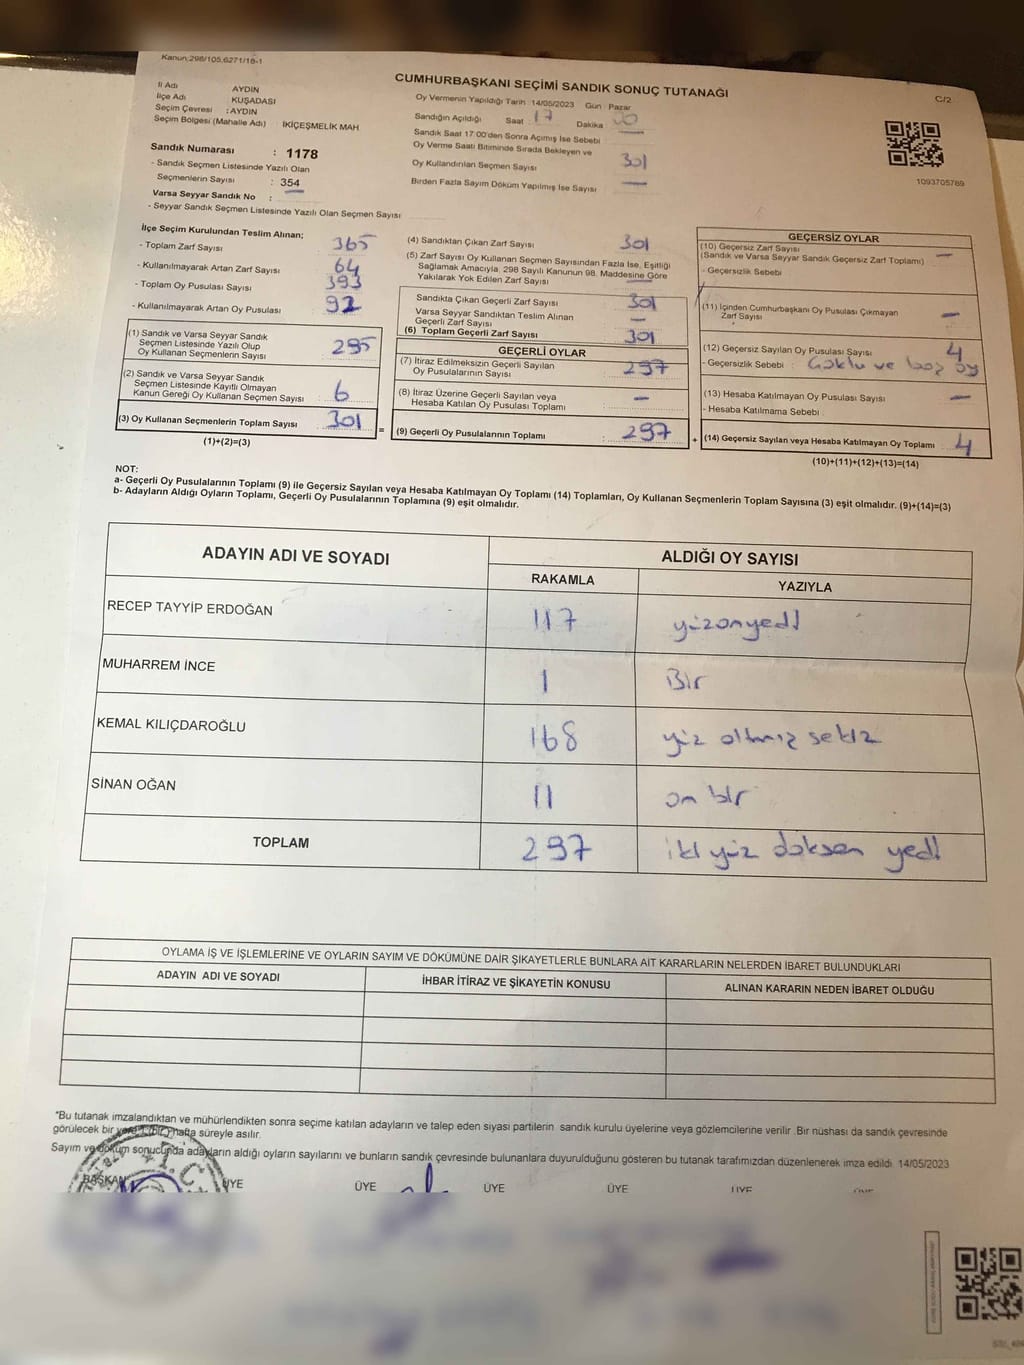 Kanun:298/105,6271/18-1
CUMHURBAŞKANI SEÇİMİ SANDIK SONUÇ TUTANAĞI
C/2
İl Adı AYDIN
İlçe Adı KUŞADASI
Seçim Çevresi : AYDIN
Seçim Bölgesi (Mahalle Adı) İKİÇEŞMELİK MAH.
Sandık Numarası : 1178
- Sandık Seçmen Listesinde Yazılı Olan
Seçmenlerin Sayısı : 354
Varsa Seyyar Sandık No :
- Seyyar Sandık Seçmen Listesinde Yazılı Olan Seçmen Sayısı
Oy Vermenin Yapıldığı Tarih : 14/05/2023 Gün : Pazar
Sandığın Açıldığı Saat : 17 Dakika
Sandık Saat 17:00'den Sonra Açılmış İse Sebebi
Oy Verme Saati Bitiminde Sırada Bekleyen ve
Oy Kullandırılan Seçmen Sayısı 301
Birden Fazla Sayım Döküm Yapılmış İse Sayısı —
1093705789
İlçe Seçim Kurulundan Teslim Alınan;
- Toplam Zarf Sayısı 365
- Kullanılmayarak Artan Zarf Sayısı 64
- Toplam Oy Pusulası Sayısı 393
- Kullanılmayarak Artan Oy Pusulası 92
(1) Sandık ve Varsa Seyyar Sandık
Seçmen Listesinde Yazılı Olup
Oy Kullanan Seçmenlerin Sayısı 295
(2) Sandık ve Varsa Seyyar Sandık
Seçmen Listesinde Kayıtlı Olmayan
Kanun Gereği Oy Kullanan Seçmen Sayısı 6
(3) Oy Kullanan Seçmenlerin Toplam Sayısı 301
(1)+(2)=(3)
(4) Sandıktan Çıkan Zarf Sayısı 301
(5) Zarf Sayısı Oy Kullanan Seçmen Sayısından Fazla İse, Eşitliği
Sağlamak Amacıyla, 298 Sayılı Kanunun 98. Maddesine Göre
Yakılarak Yok Edilen Zarf Sayısı —
Sandıkta Çıkan Geçerli Zarf Sayısı 301
Varsa Seyyar Sandıktan Teslim Alınan
Geçerli Zarf Sayısı —
(6) Toplam Geçerli Zarf Sayısı 301
GEÇERLİ OYLAR
(7) İtiraz Edilmeksizin Geçerli Sayılan
Oy Pusulalarının Sayısı : 297
(8) İtiraz Üzerine Geçerli Sayılan veya
Hesaba Katılan Oy Pusulası Toplamı : —
= (9) Geçerli Oy Pusulalarının Toplamı : 297
GEÇERSİZ OYLAR
(10) Geçersiz Zarf Sayısı
(Sandık ve Varsa Seyyar Sandık Geçersiz Zarf Toplamı) —
- Geçersizlik Sebebi
(11) İçinden Cumhurbaşkanı Oy Pusulası Çıkmayan
Zarf Sayısı —
(12) Geçersiz Sayılan Oy Pusulası Sayısı 4
- Geçersizlik Sebebi : Çoklu ve boş oy
(13) Hesaba Katılmayan Oy Pusulası Sayısı —
- Hesaba Katılmama Sebebi
+ (14) Geçersiz Sayılan veya Hesaba Katılmayan Oy Toplamı 4
(10)+(11)+(12)+(13)=(14)
NOT:
a- Geçerli Oy Pusulalarının Toplamı (9) ile Geçersiz Sayılan veya Hesaba Katılmayan Oy Toplamı (14) Toplamları, Oy Kullanan Seçmenlerin Toplam Sayısına (3) eşit olmalıdır. (9)+(14)=(3)
b- Adayların Aldığı Oyların Toplamı, Geçerli Oy Pusulalarının Toplamına (9) eşit olmalıdır.
ADAYIN ADI VE SOYADI ALDIĞI OY SAYISI
RAKAMLA YAZIYLA
RECEP TAYYİP ERDOĞAN 117 yüzonyedi
MUHARREM İNCE 1 Bir
KEMAL KILIÇDAROĞLU 168 yüz altmış sekiz
SİNAN OĞAN 11 on bir
TOPLAM 297 iki yüz doksan yedi
OYLAMA İŞ VE İŞLEMLERİNE VE OYLARIN SAYIM VE DÖKÜMÜNE DAİR ŞİKAYETLERLE BUNLARA AİT KARARLARIN NELERDEN İBARET BULUNDUKLARI
ADAYIN ADI VE SOYADI İHBAR İTİRAZ VE ŞİKAYETİN KONUSU ALINAN KARARIN NEDEN İBARET OLDUĞU
*Bu tutanak imzalandıktan ve mühürlendikten sonra seçime katılan adayların ve talep eden siyasi partilerin sandık kurulu üyelerine veya gözlemcilerine verilir. Bir nüshası da sandık çevresinde
görülecek bir yere 1 (bir) hafta süreyle asılır.
Sayım ve döküm sonucunda adayların aldığı oyların sayılarını ve bunların sandık çevresinde bulunanlara duyurulduğunu gösteren bu tutanak tarafımızdan düzenlenerek imza edildi. 14/05/2023
BAŞKAN ÜYE ÜYE ÜYE ÜYE ÜYE ÜYE
T.C.